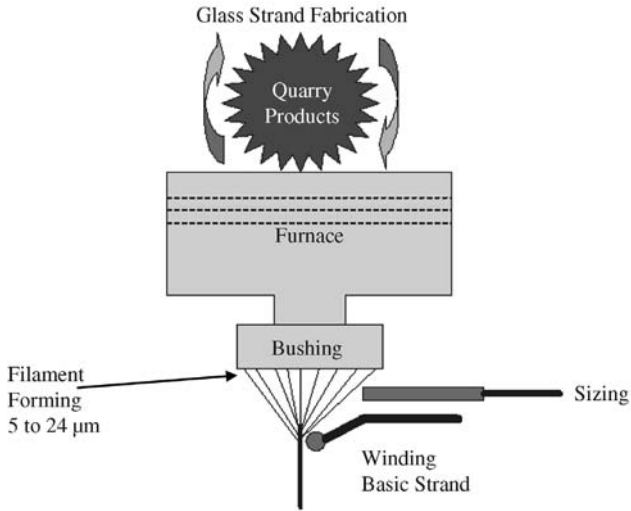 Glass Strand Fabrication
Quarry
Products
Furnace
Bushing
Filament
Forming
5 to 24 μm
Sizing
Winding
Basic Strand